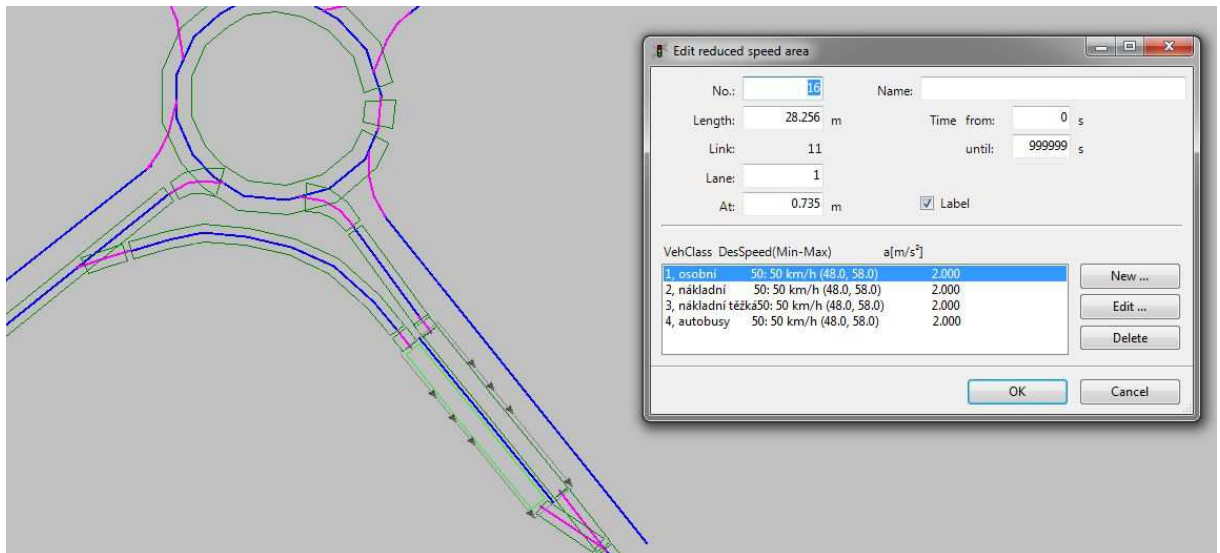 Edit reduced speed area
No.: 16 Name:
Length: 28.256 m Time from: 0 s
Link: 11 until: 999999 s
Lane: 1
At: 0.735 m Label
VehClass DesSpeed(Min-Max) a[m/s²]
1, osobní 50: 50 km/h (48.0, 58.0) 2.000
2, nákladní 50: 50 km/h (48.0, 58.0) 2.000
3, nákladní těžká50: 50 km/h (48.0, 58.0) 2.000
4, autobusy 50: 50 km/h (48.0, 58.0) 2.000
New ...
Edit ...
Delete
OK Cancel